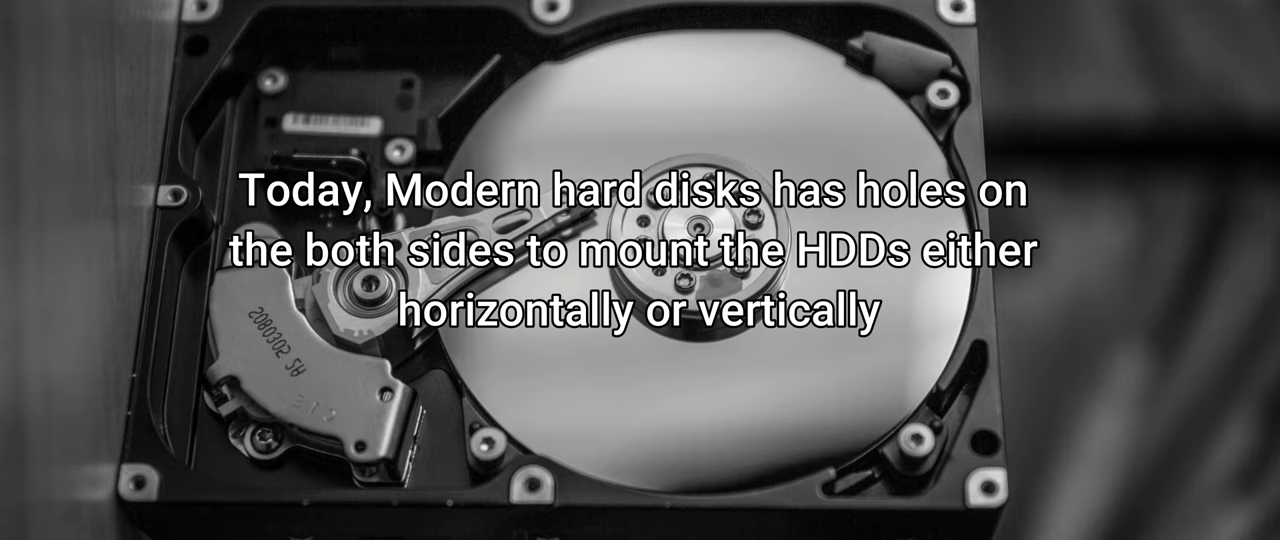 Today, Modern hard disks has holes on
the both sides to mount the HDDs either
horizontally or vertically